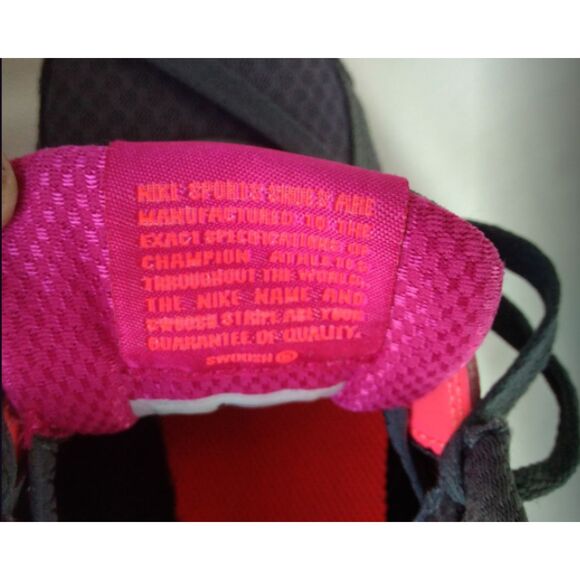 NIKE SPORTS SHOES ARE
MANUFACTURED TO THE
EXACT SPECIFICATIONS OF
CHAMPION ATHLETES
THROUGHOUT THE WORLD.
THE NIKE NAME AND
SWOOSH STRIPE ARE YOUR
GUARANTEE OF QUALITY.
SWOOSH ®